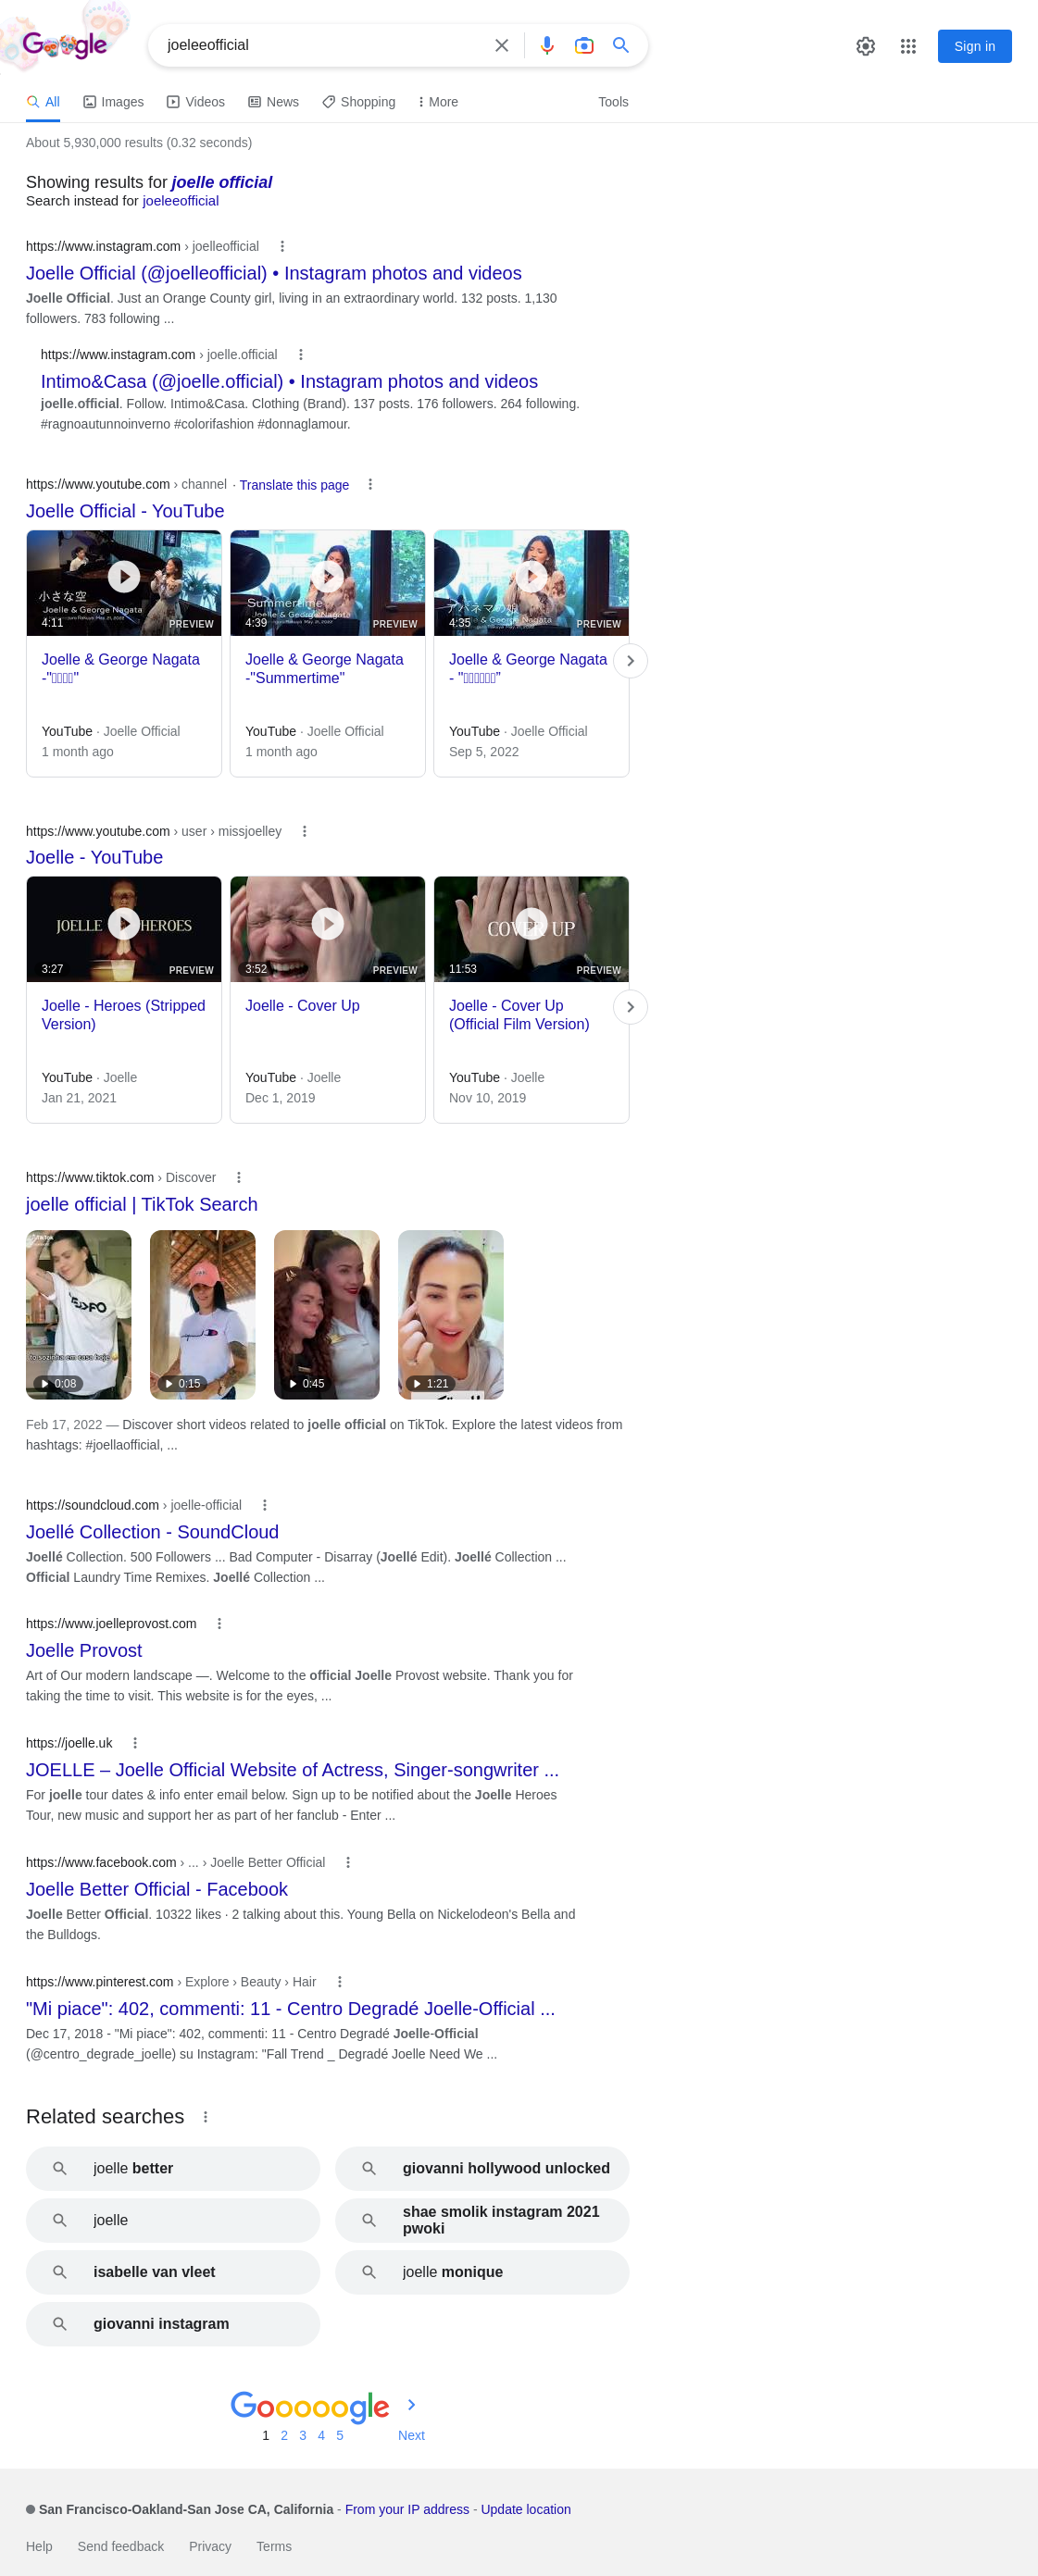 Google
joeleeofficial
Sign in
All Images Videos News Shopping More Tools
About 5,930,000 results (0.32 seconds)
Showing results for joelle official
Search instead for joeleeofficial
https://www.instagram.com › joelleofficial
Joelle Official (@joelleofficial) • Instagram photos and videos
Joelle Official. Just an Orange County girl, living in an extraordinary world. 132 posts. 1,130
followers. 783 following ...
https://www.instagram.com › joelle.official
Intimo&Casa (@joelle.official) • Instagram photos and videos
joelle.official. Follow. Intimo&Casa. Clothing (Brand). 137 posts. 176 followers. 264 following.
#ragnoautunnoinverno #colorifashion #donnaglamour.
https://www.youtube.com › channel · Translate this page
Joelle Official - YouTube
小さな空
Joelle & George Nagata
4:11 PREVIEW
Summertime
Joelle & George Nagata
4:39 PREVIEW
Joelle & George Nagata
4:35 PREVIEW
Joelle & George Nagata
-"▯▯▯▯"
Joelle & George Nagata
-"Summertime"
Joelle & George Nagata
- "▯▯▯▯▯▯”
YouTube · Joelle Official
1 month ago
YouTube · Joelle Official
1 month ago
YouTube · Joelle Official
Sep 5, 2022
https://www.youtube.com › user › missjoelley
Joelle - YouTube
JOELLE HEROES
3:27 PREVIEW
3:52 PREVIEW
COVER UP
11:53 PREVIEW
Joelle - Heroes (Stripped
Version)
Joelle - Cover Up
Joelle - Cover Up
(Official Film Version)
YouTube · Joelle
Jan 21, 2021
YouTube · Joelle
Dec 1, 2019
YouTube · Joelle
Nov 10, 2019
https://www.tiktok.com › Discover
joelle official | TikTok Search
to sozinha em casa hoje
0:08
0:15
0:45
1:21
Feb 17, 2022 — Discover short videos related to joelle official on TikTok. Explore the latest videos from
hashtags: #joellaofficial, ...
https://soundcloud.com › joelle-official
Joellé Collection - SoundCloud
Joellé Collection. 500 Followers ... Bad Computer - Disarray (Joellé Edit). Joellé Collection ...
Official Laundry Time Remixes. Joellé Collection ...
https://www.joelleprovost.com
Joelle Provost
Art of Our modern landscape —. Welcome to the official Joelle Provost website. Thank you for
taking the time to visit. This website is for the eyes, ...
https://joelle.uk
JOELLE – Joelle Official Website of Actress, Singer-songwriter ...
For joelle tour dates & info enter email below. Sign up to be notified about the Joelle Heroes
Tour, new music and support her as part of her fanclub - Enter ...
https://www.facebook.com › ... › Joelle Better Official
Joelle Better Official - Facebook
Joelle Better Official. 10322 likes · 2 talking about this. Young Bella on Nickelodeon's Bella and
the Bulldogs.
https://www.pinterest.com › Explore › Beauty › Hair
"Mi piace": 402, commenti: 11 - Centro Degradé Joelle-Official ...
Dec 17, 2018 - "Mi piace": 402, commenti: 11 - Centro Degradé Joelle-Official
(@centro_degrade_joelle) su Instagram: "Fall Trend _ Degradé Joelle Need We ...
Related searches
joelle better
giovanni hollywood unlocked
joelle
shae smolik instagram 2021
pwoki
isabelle van vleet
joelle monique
giovanni instagram
Gooooogle
1 2 3 4 5 Next
San Francisco-Oakland-San Jose CA, California - From your IP address - Update location
Help Send feedback Privacy Terms